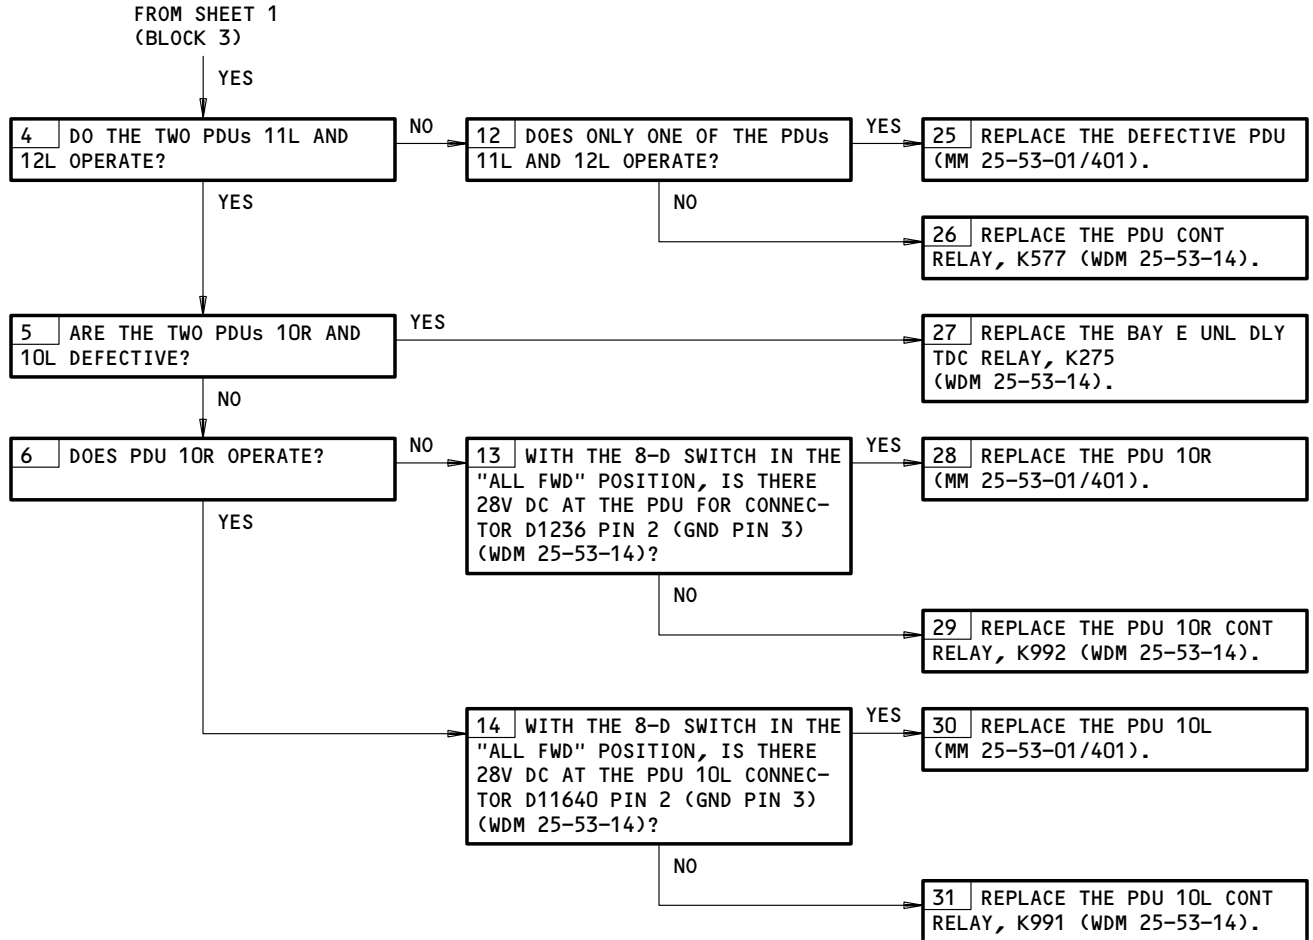 FROM SHEET 1
(BLOCK 3)
YES
4 DO THE TWO PDUs 11L AND
12L OPERATE?
NO
12 DOES ONLY ONE OF THE PDUs
11L AND 12L OPERATE?
YES
25 REPLACE THE DEFECTIVE PDU
(MM 25-53-01/401).
YES
NO
26 REPLACE THE PDU CONT
RELAY, K577 (WDM 25-53-14).
5 ARE THE TWO PDUs 10R AND
10L DEFECTIVE?
YES
27 REPLACE THE BAY E UNL DLY
TDC RELAY, K275
(WDM 25-53-14).
NO
6 DOES PDU 10R OPERATE?
NO
13 WITH THE 8-D SWITCH IN THE
"ALL FWD" POSITION, IS THERE
28V DC AT THE PDU FOR CONNEC-
TOR D1236 PIN 2 (GND PIN 3)
(WDM 25-53-14)?
YES
28 REPLACE THE PDU 10R
(MM 25-53-01/401).
YES
NO
29 REPLACE THE PDU 10R CONT
RELAY, K992 (WDM 25-53-14).
14 WITH THE 8-D SWITCH IN THE
"ALL FWD" POSITION, IS THERE
28V DC AT THE PDU 10L CONNEC-
TOR D11640 PIN 2 (GND PIN 3)
(WDM 25-53-14)?
YES
30 REPLACE THE PDU 10L
(MM 25-53-01/401).
NO
31 REPLACE THE PDU 10L CONT
RELAY, K991 (WDM 25-53-14).